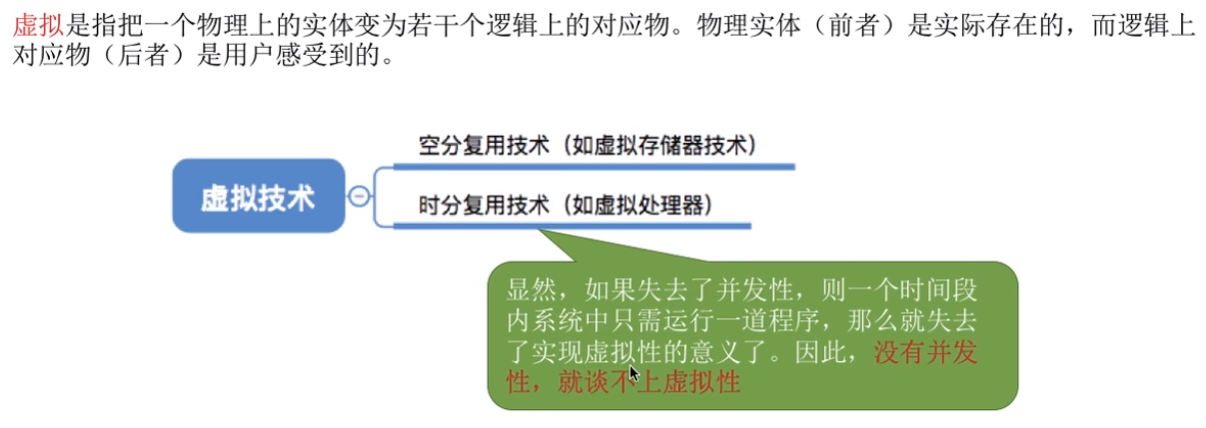 虚拟是指把一个物理上的实体变为若干个逻辑上的对应物。物理实体（前者）是实际存在的，而逻辑上
对应物（后者）是用户感受到的。
空分复用技术（如虚拟存储器技术）
虚拟技术
时分复用技术（如虚拟处理器）
显然，如果失去了并发性，则一个时间段
内系统中只需运行一道程序，那么就失去
了实现虚拟性的意义了。因此，没有并发
性，就谈不上虚拟性